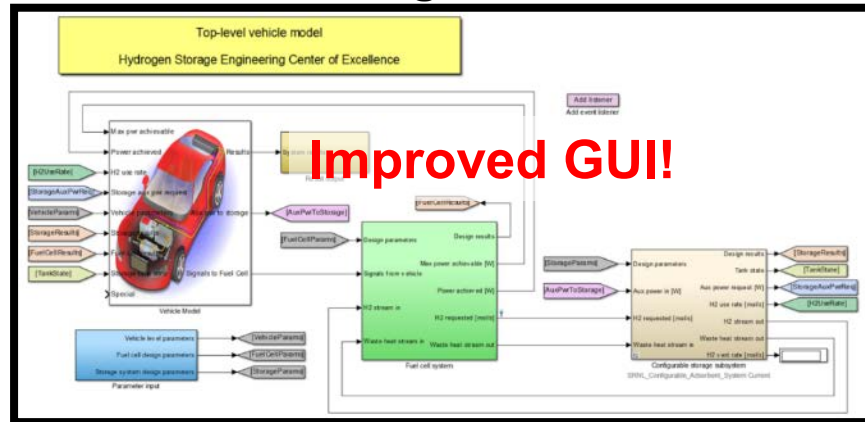 Top-level vehicle model
Hydrogen Storage Engineering Center of Excellence
Add listener
Add event listener
Improved GUI!
Max pwr achievable
Power achieved
H2 use rate
Storage aux pwr request
Vehicle parameters
Special
Results
Signals to Fuel Cell
Vehicle Model
[H2UseRate]
[StorageAuxPwrReq]
[VehicleParams]
[StorageResults]
[FuelCellResults]
[TankState]
[AuxPwrToStorage]
[FuelCellResults]
[FuelCellParams]
Design parameters
Signals from vehicle
H2 stream in
Waste heat stream in
Design results
Max power achievable [W]
Power achieved [W]
H2 requested [mol/s]
Waste heat stream out
Fuel cell system
[StorageParams]
[AuxPwrToStorage]
Design parameters
Aux power in [W]
H2 requested [mol/s]
Waste heat stream in
Design results
Tank state
Aux power request [W]
H2 use rate [mol/s]
H2 stream out
Waste heat stream out
H2 vent rate [mol/s]
[StorageResults]
[TankState]
[StorageAuxPwrReq]
[H2UseRate]
Configurable storage subsystem
SRNL_Configurable_Adsorbent_System Current
Vehicle level parameters
Fuel cell design parameters
Storage system design parameters
Parameter input
[VehicleParams]
[FuelCellParams]
[StorageParams]